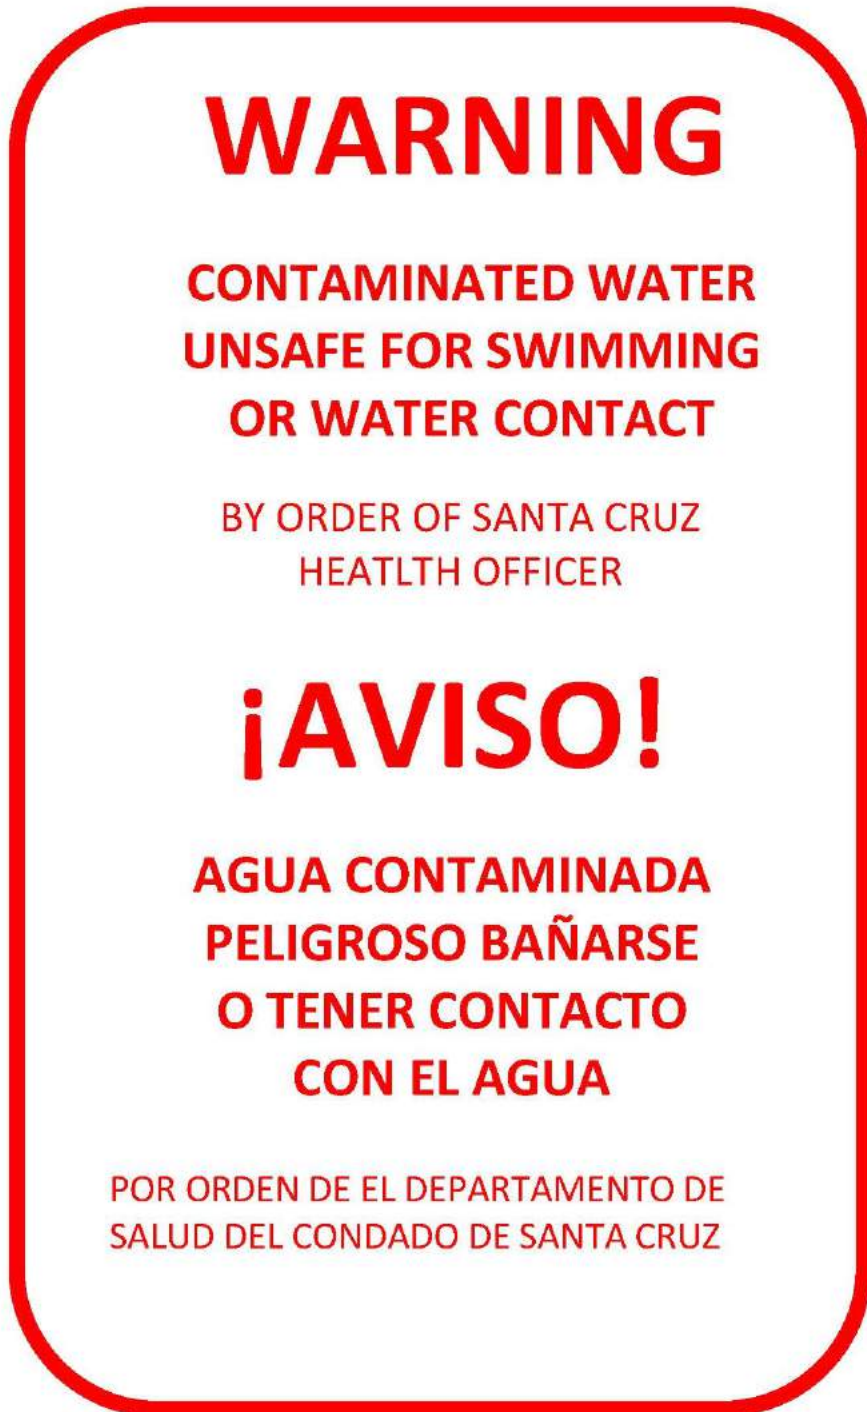 WARNING
CONTAMINATED WATER
UNSAFE FOR SWIMMING
OR WATER CONTACT
BY ORDER OF SANTA CRUZ
HEATLTH OFFICER
¡AVISO!
AGUA CONTAMINADA
PELIGROSO BAÑARSE
O TENER CONTACTO
CON EL AGUA
POR ORDEN DE EL DEPARTAMENTO DE
SALUD DEL CONDADO DE SANTA CRUZ